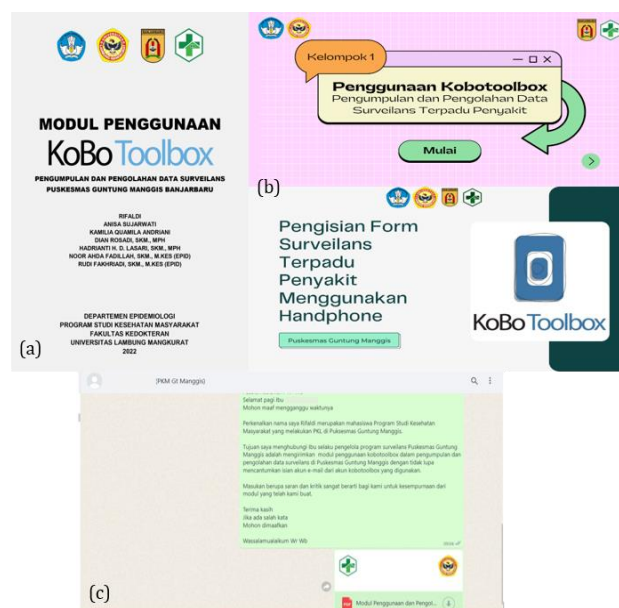 MODUL PENGGUNAAN
KoBoToolbox
PENGUMPULAN DAN PENGOLAHAN DATA SURVEILANS
PUSKESMAS GUNTUNG MANGGIS BANJARBARU
RIFALDI
ANISA SUJARWATI
KAMILIA QUAMILA ANDRIANI
DIAN ROSADI, SKM., MPH
HADRIANTI H. D. LASARI, SKM., MPH
NOOR AHDA FADILLAH, SKM., M.KES (EPID)
RUDI FAKHRIADI, SKM., M.KES (EPID)
DEPARTEMEN EPIDEMIOLOGI
PROGRAM STUDI KESEHATAN MASYARAKAT
FAKULTAS KEDOKTERAN
UNIVERSITAS LAMBUNG MANGKURAT
2022
(a)
Kelompok 1
Penggunaan Kobotoolbox
Pengumpulan dan Pengolahan Data
Surveilans Terpadu Penyakit
Mulai
(b)
Pengisian Form
Surveilans
Terpadu
Penyakit
Menggunakan
Handphone
Puskesmas Guntung Manggis
KoBoToolbox
(PKM Gt Manggis)
Selamat pagi Ibu
Mohon maaf mengganggu waktunya
Perkenalkan nama saya Rifaldi merupakan mahasiswa Program Studi Kesehatan
Masyarakat yang melakukan PKL di Puksesmas Guntung Manggis.
Tujuan saya menghubungi Ibu selaku pengelola program surveilans Puskesmas Guntung
Manggis adalah mengirimkan modul penggunaan kobotoolbox dalam pengumpulan dan
pengolahan data surveilans di Puskesmas Guntung Manggis dengan tidak lupa
mencantumkan isian akun e-mail dari akun kobotoolbox yang digunakan.
Masukan berupa saran dan kritik sangat berarti bagi kami untuk kesempurnaan dari
modul yang telah kami buat.
Terima kasih
Jika ada salah kata
Mohon dimaafkan
Wassalamualaikum Wr Wb
(c)
Modul Penggunaan dan Pengol...